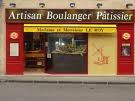 Artisan Boulanger Pâtissier
Madame et Monsieur LE ROY